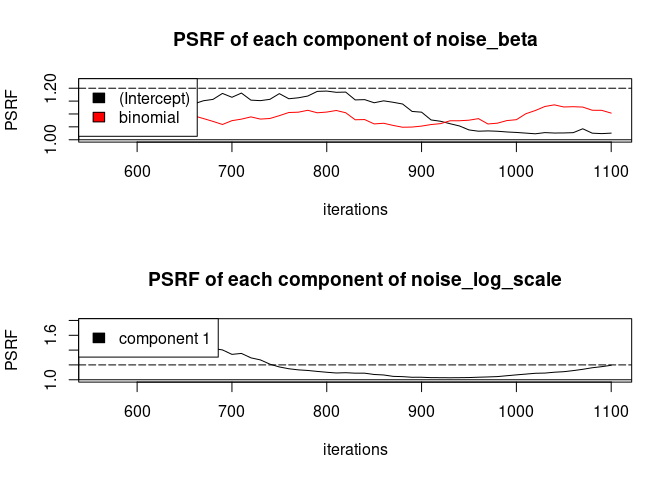 PSRF of each component of noise_beta
PSRF
1.20
1.00
(Intercept)
binomial
600 700 800 900 1000 1100
iterations
PSRF of each component of noise_log_scale
PSRF
1.6
1.0
component 1
600 700 800 900 1000 1100
iterations